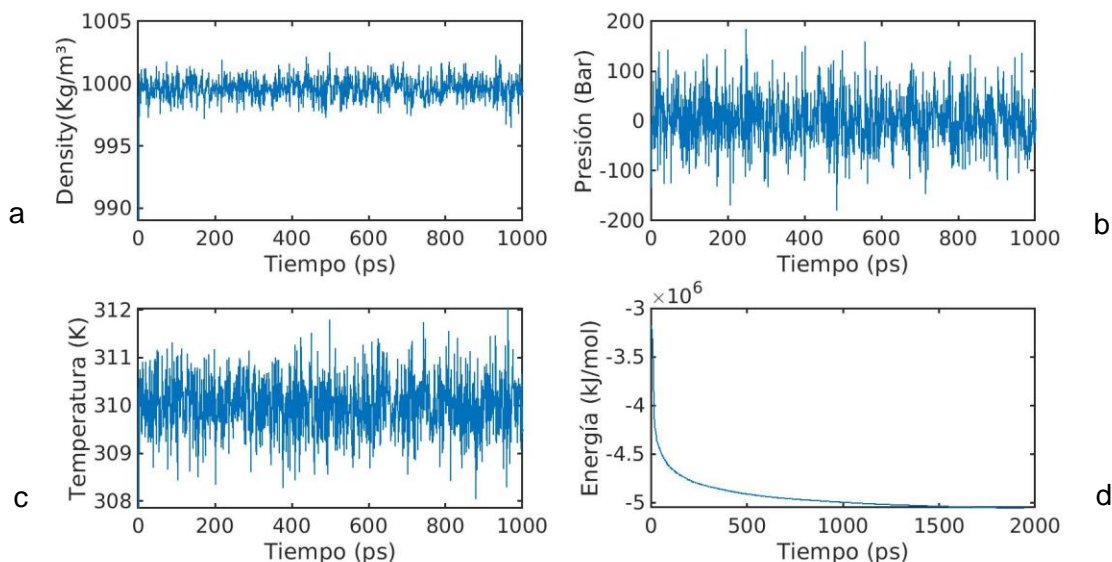 1005
1000
995
990
Density(Kg/m³)
0 200 400 600 800 1000
Tiempo (ps)
a
200
100
0
-100
-200
Presión (Bar)
0 200 400 600 800 1000
Tiempo (ps)
b
312
311
310
309
308
Temperatura (K)
0 200 400 600 800 1000
Tiempo (ps)
c
×10⁶
-3
-3.5
-4
-4.5
-5
Energía (kJ/mol)
0 500 1000 1500 2000
Tiempo (ps)
d